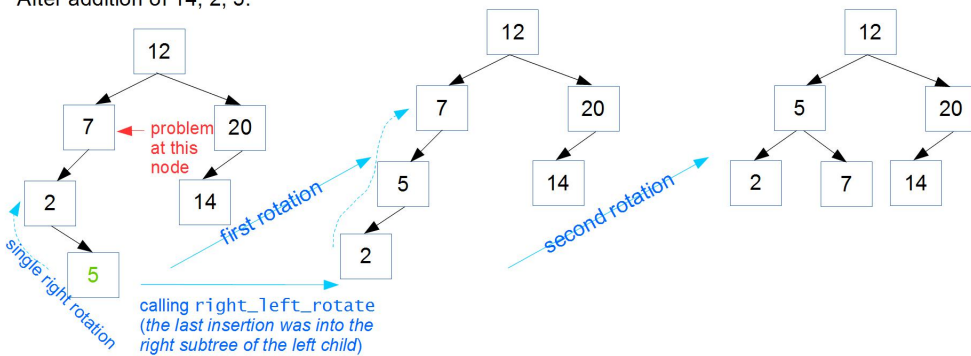 After addition of 14, 2, 5:
12
7
20
problem
at this
node
2
14
5
single right rotation
first rotation
calling right_left_rotate
(the last insertion was into the
right subtree of the left child)
12
7
20
5
14
2
second rotation
12
5
20
2
7
14